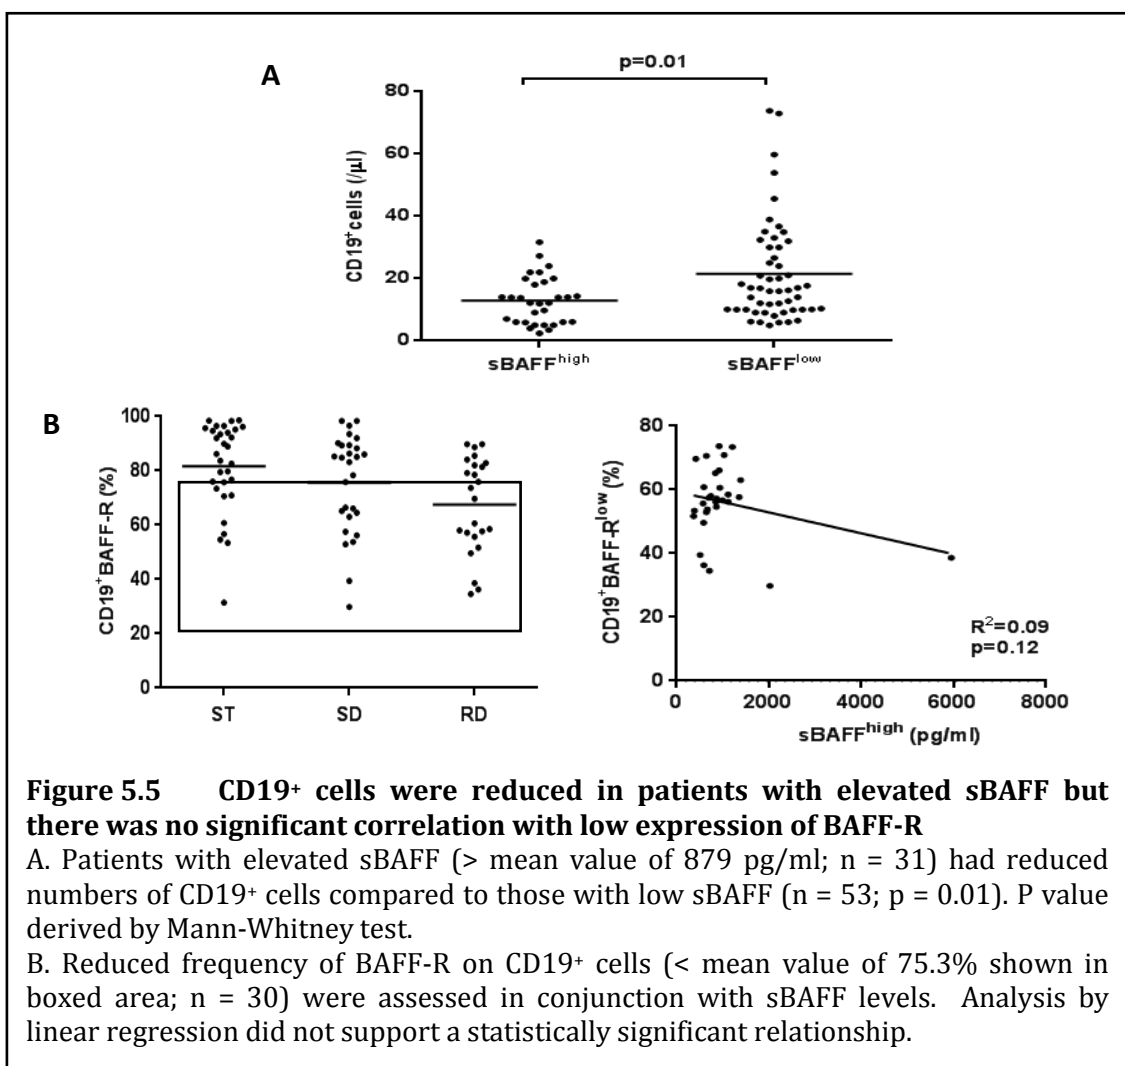 A
p=0.01
80
60
40
20
0
CD19⁺cells (/µl)
sBAFFʰⁱᵍʰ
sBAFFˡᵒʷ
B
100
80
60
40
20
0
CD19⁺BAFF-R (%)
ST
SD
RD
80
60
40
20
0
CD19⁺BAFF-Rˡᵒʷ(%)
R²=0.09
p=0.12
0
2000
4000
6000
8000
sBAFFʰⁱᵍʰ (pg/ml)
Figure 5.5 CD19⁺ cells were reduced in patients with elevated sBAFF but
there was no significant correlation with low expression of BAFF-R
A. Patients with elevated sBAFF (> mean value of 879 pg/ml; n = 31) had reduced
numbers of CD19⁺ cells compared to those with low sBAFF (n = 53; p = 0.01). P value
derived by Mann-Whitney test.
B. Reduced frequency of BAFF-R on CD19⁺ cells (< mean value of 75.3% shown in
boxed area; n = 30) were assessed in conjunction with sBAFF levels. Analysis by
linear regression did not support a statistically significant relationship.